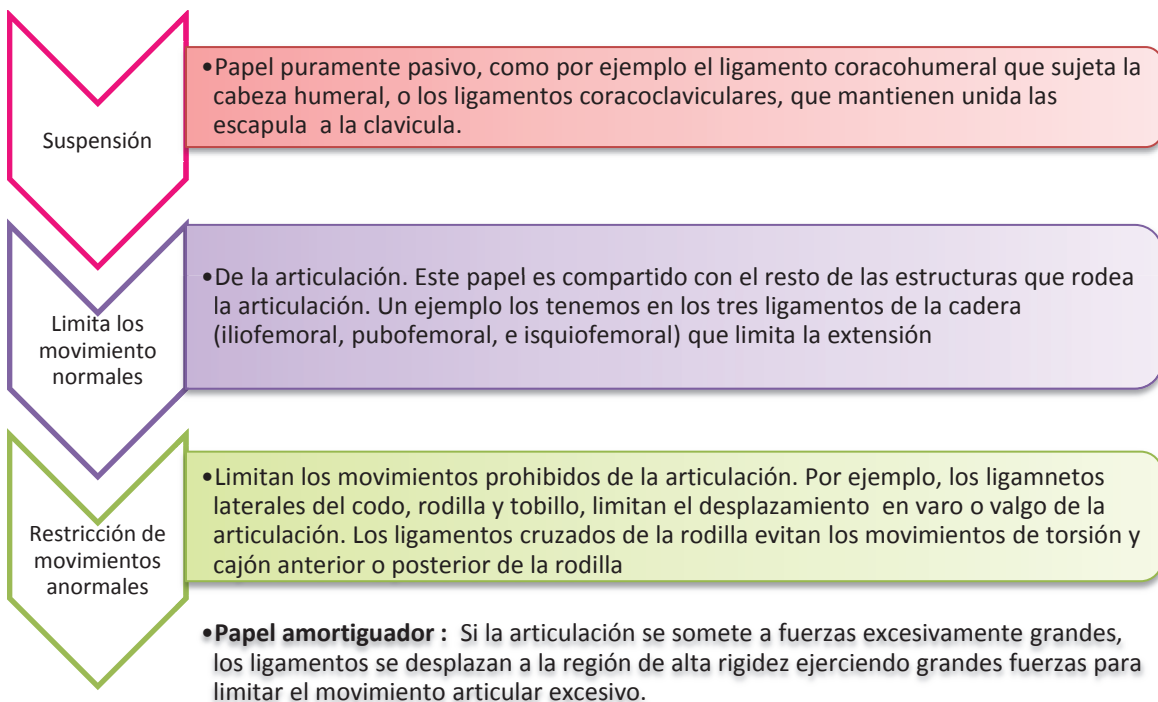 Suspensión
•Papel puramente pasivo, como por ejemplo el ligamento coracohumeral que sujeta la
cabeza humeral, o los ligamentos coracoclaviculares, que mantienen unida las
escapula a la clavicula.
Limita los
movimiento
normales
•De la articulación. Este papel es compartido con el resto de las estructuras que rodea
la articulación. Un ejemplo los tenemos en los tres ligamentos de la cadera
(iliofemoral, pubofemoral, e isquiofemoral) que limita la extensión
Restricción de
movimientos
anormales
•Limitan los movimientos prohibidos de la articulación. Por ejemplo, los ligamnetos
laterales del codo, rodilla y tobillo, limitan el desplazamiento en varo o valgo de la
articulación. Los ligamentos cruzados de la rodilla evitan los movimientos de torsión y
cajón anterior o posterior de la rodilla
•Papel amortiguador : Si la articulación se somete a fuerzas excesivamente grandes,
los ligamentos se desplazan a la región de alta rigidez ejerciendo grandes fuerzas para
limitar el movimiento articular excesivo.